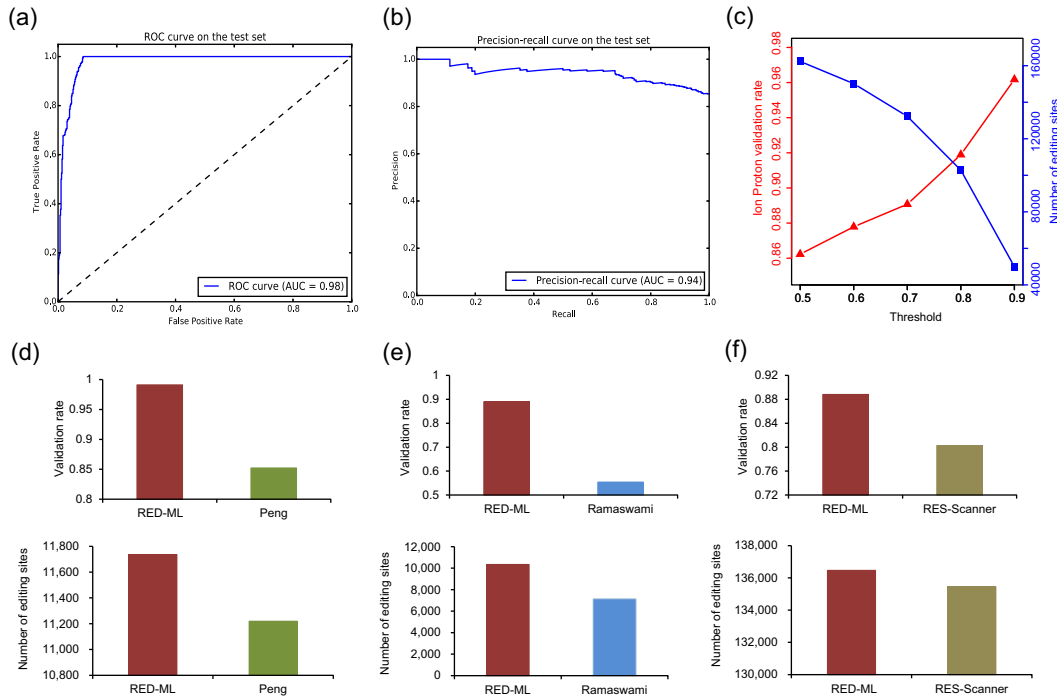 (a)
ROC curve on the test set
1.0
0.8
0.6
0.4
0.2
0.0
0.0
0.2
0.4
0.6
0.8
1.0
True Positive Rate
False Positive Rate
ROC curve (AUC = 0.98)
(b)
Precision-recall curve on the test set
1.0
0.8
0.6
0.4
0.2
0.0
0.0
0.2
0.4
0.6
0.8
1.0
Precision
Recall
Precision-recall curve (AUC = 0.94)
(c)
0.98
0.96
0.94
0.92
0.90
0.88
0.86
Ion Proton validation rate
160000
120000
80000
40000
Number of editing sites
0.5
0.6
0.7
0.8
0.9
Threshold
(d)
1
0.95
0.9
0.85
0.8
Validation rate
RED-ML
Peng
11,800
11,600
11,400
11,200
11,000
10,800
Number of editing sites
RED-ML
Peng
(e)
1
0.9
0.8
0.7
0.6
0.5
Validation rate
RED-ML
Ramaswami
12,000
10,000
8,000
6,000
4,000
2,000
0
Number of editing sites
RED-ML
Ramaswami
(f)
0.92
0.88
0.84
0.8
0.76
0.72
Validation rate
RED-ML
RES-Scanner
138,000
136,000
134,000
132,000
130,000
Number of editing sites
RED-ML
RES-Scanner